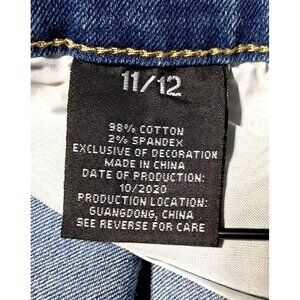 11/12
98% COTTON
2% SPANDEX
EXCLUSIVE OF DECORATION
MADE IN CHINA
DATE OF PRODUCTION:
10/2020
PRODUCTION LOCATION:
GUANGDONG, CHINA
SEE REVERSE FOR CARE